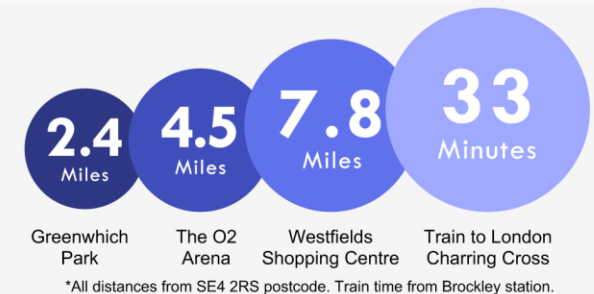 2.4
Miles
4.5
Miles
7.8
Miles
33
Minutes
Greenwhich
Park
The O2
Arena
Westfields
Shopping Centre
Train to London
Charring Cross
*All distances from SE4 2RS postcode. Train time from Brockley station.